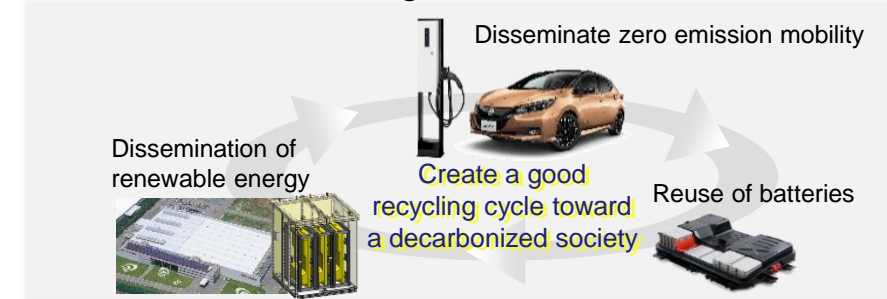 Disseminate zero emission mobility
Dissemination of
renewable energy
Create a good
recycling cycle toward
a decarbonized society
Reuse of batteries